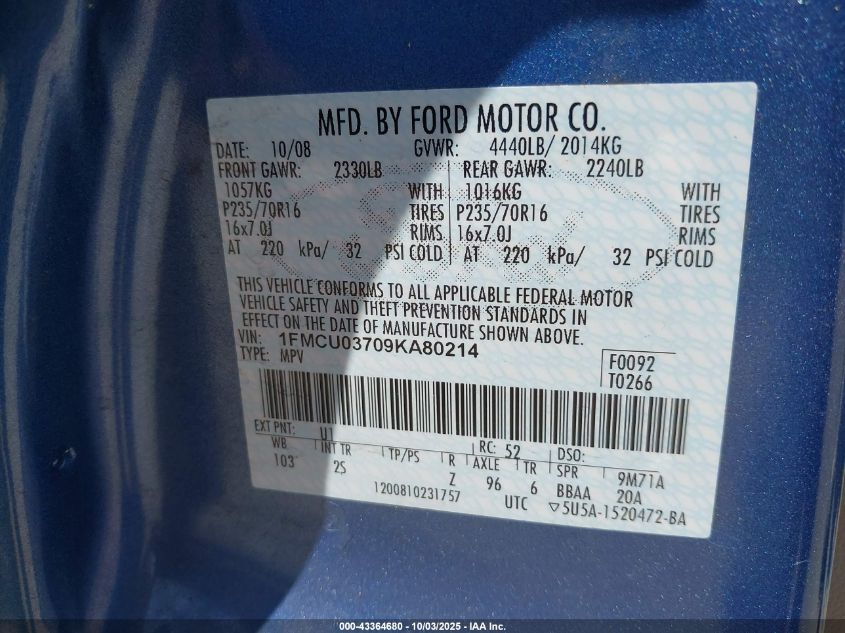 MFD. BY FORD MOTOR CO.
DATE: 10/08 GVWR: 4440LB/ 2014KG
FRONT GAWR: 2330LB REAR GAWR: 2240LB
1057KG WITH 1016KG WITH
P235/70R16 TIRES P235/70R16 TIRES
16x7.0J RIMS 16x7.0J RIMS
AT 220 kPa/ 32 PSI COLD AT 220 kPa/ 32 PSI COLD
THIS VEHICLE CONFORMS TO ALL APPLICABLE FEDERAL MOTOR
VEHICLE SAFETY AND THEFT PREVENTION STANDARDS IN
EFFECT ON THE DATE OF MANUFACTURE SHOWN ABOVE.
VIN: 1FMCU03709KA80214
TYPE: MPV F0092
T0266
EXT PNT: U1 RC: 52 DSO:
WB INT TR TP/PS R AXLE TR SPR 9M71A
103 2S Z 96 6 BBAA 20A
1200810231757 UTC ▽5U5A-1520472-BA
000-43364680 - 10/03/2025 - IAA Inc.